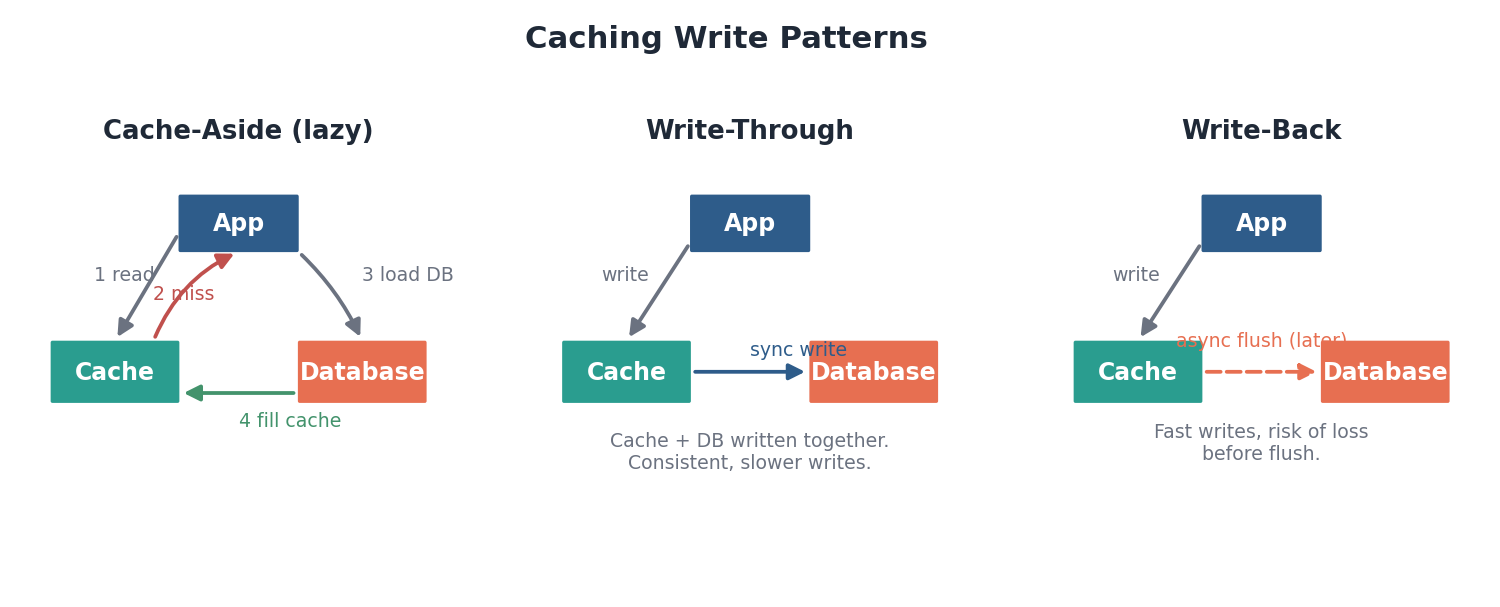 Caching Write Patterns
Cache-Aside (lazy)
App
1 read
2 miss
3 load DB
Cache
Database
4 fill cache
Write-Through
App
write
sync write
Cache
Database
Cache + DB written together.
Consistent, slower writes.
Write-Back
App
write
async flush (later)
Cache
Database
Fast writes, risk of loss
before flush.